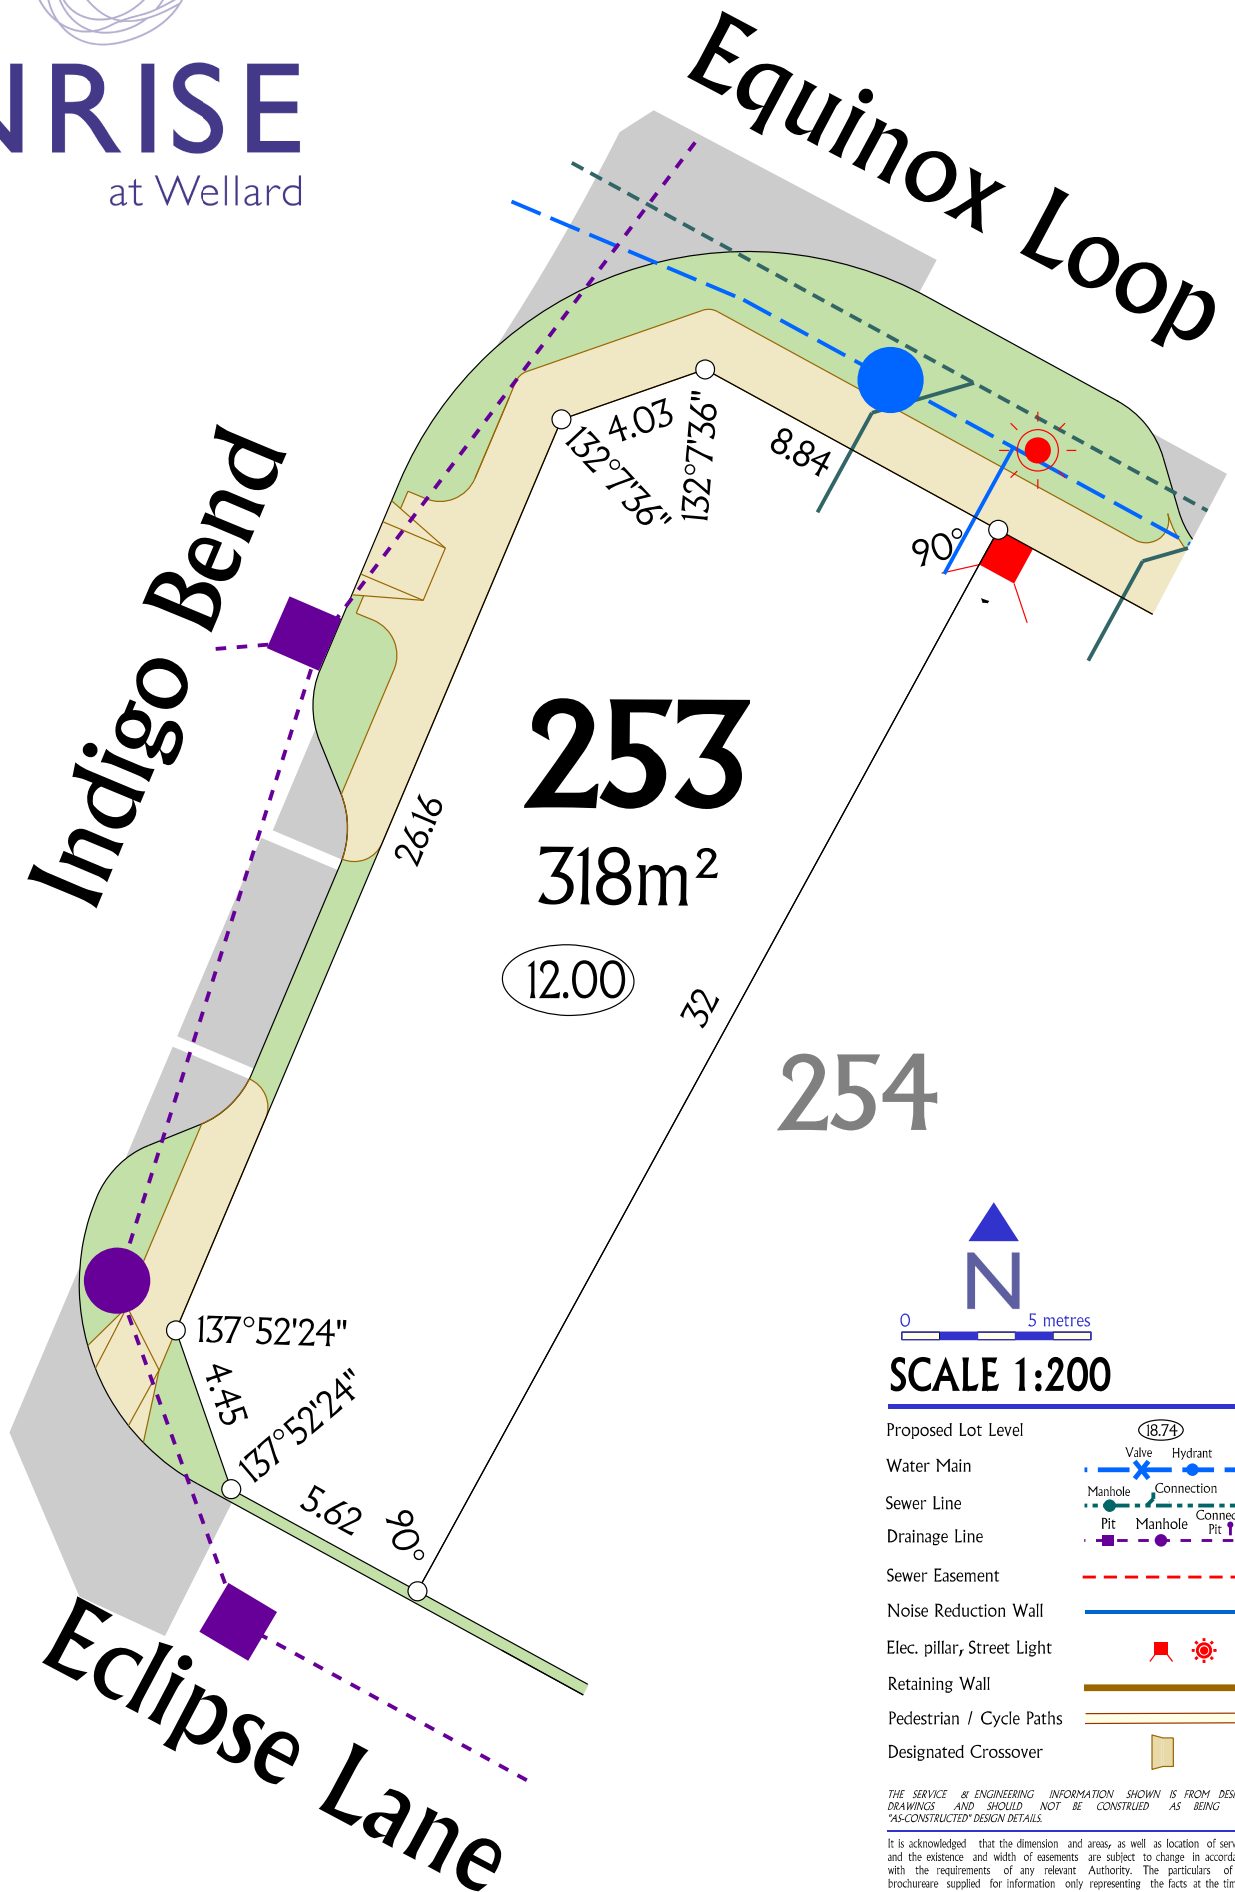 NRISE
at Wellard
Equinox Loop
Indigo Bend
4.03
132°7'36"
132°7'36"
8.84
90°
253
318m²
12.00
26.16
32
254
137°52'24"
4.45
137°52'24"
5.62
90°
Eclipse Lane
N
0 5 metres
SCALE 1:200
Proposed Lot Level 18.74
Valve Hydrant
Water Main
Manhole Connection
Sewer Line
Pit Manhole Pit
Drainage Line
Sewer Easement
Noise Reduction Wall
Elec. pillar, Street Light
Retaining Wall
Pedestrian / Cycle Paths
Designated Crossover
THE SERVICE & ENGINEERING INFORMATION SHOWN IS FROM
DRAWINGS AND SHOULD NOT BE CONSTRUED AS BEING
"AS-CONSTRUCTED" DESIGN DETAILS.
It is acknowledged that the dimension and areas, as well as location of
and the existence and width of easements are subject to change in
with the requirements of any relevant Authority. The particulars of
brochureare supplied for information only representing the facts at the